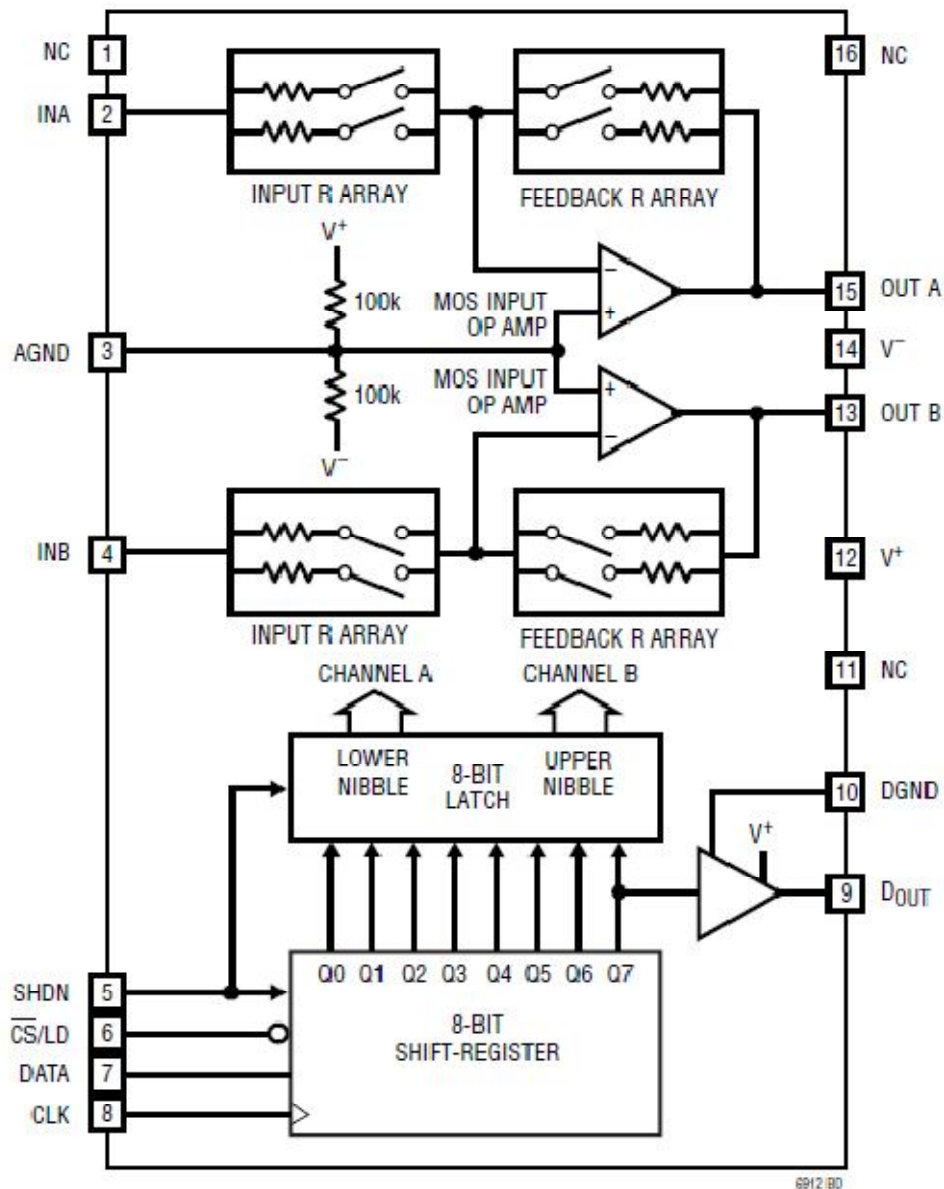 NC 1
16 NC
INA 2
INPUT R ARRAY
FEEDBACK R ARRAY
V+
100k
MOS INPUT
OP AMP
−
+
15 OUT A
AGND 3
14 V−
100k
MOS INPUT
OP AMP
+
−
13 OUT B
V−
INB 4
12 V+
INPUT R ARRAY
FEEDBACK R ARRAY
CHANNEL A
CHANNEL B
11 NC
LOWER
NIBBLE
8-BIT
LATCH
UPPER
NIBBLE
10 DGND
V+
9 DOUT
Q0 Q1 Q2 Q3 Q4 Q5 Q6 Q7
SHDN 5
CS/LD 6
8-BIT
SHIFT-REGISTER
DATA 7
CLK 8
6912 BD